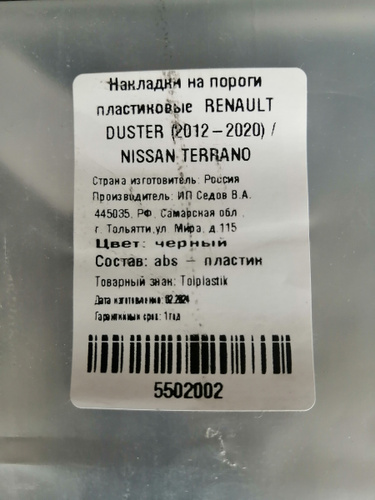 Накладки на пороги
пластиковые RENAULT
DUSTER (2012-2020) /
NISSAN TERRANO
Страна изготовитель: Россия
Производитель: ИП Седов В.А.
445035, РФ, Самарская обл.,
г. Тольятти,ул. Мира, д.115
Цвет: черный
Состав: abs - пластик
Товарный знак: Tolplastik
Дата изготовления: 02.2024
Гарантийный срок: 1 год
5502002